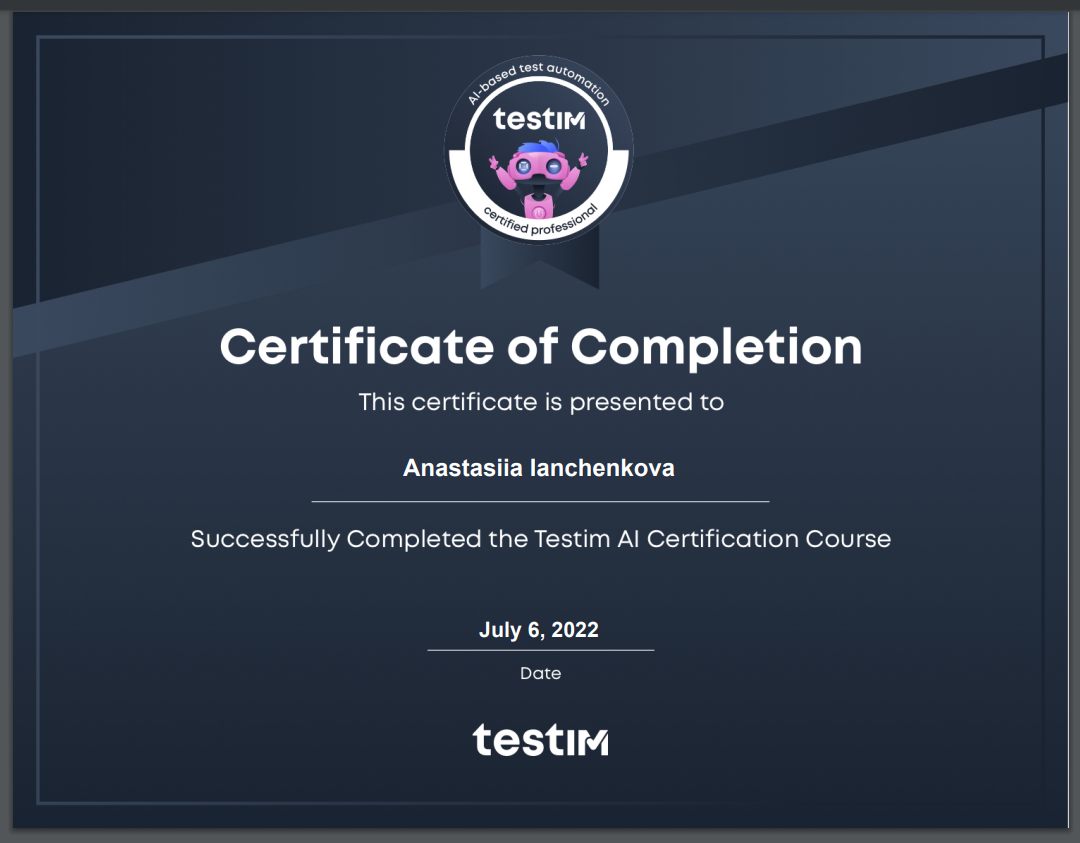 AI-based test automation
testim
certified professional
Certificate of Completion
This certificate is presented to
Anastasiia Ianchenkova
Successfully Completed the Testim AI Certification Course
July 6, 2022
Date
testim